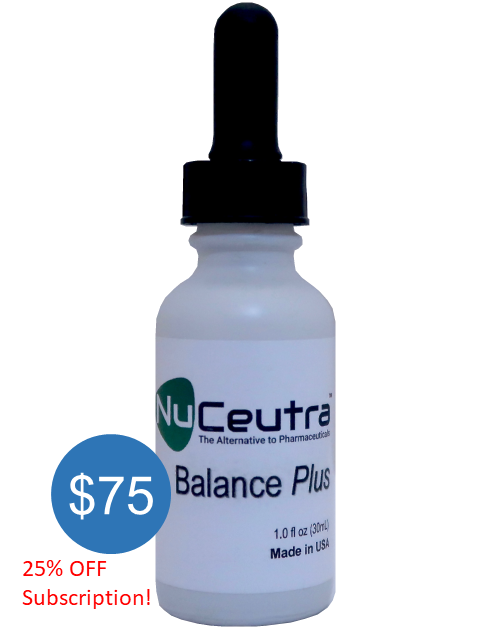 NuCeutra™
The Alternative to Pharmaceuticals
Balance Plus
1.0 fl oz (30mL)
Made in USA
$75
25% OFF
Subscription!